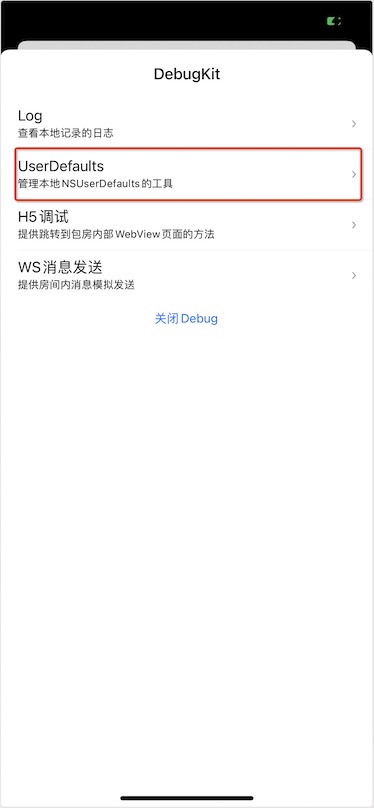 DebugKit
Log
查看本地记录的日志
UserDefaults
管理本地NSUserDefaults的工具
H5调试
提供跳转到包房内部WebView页面的方法
WS消息发送
提供房间内消息模拟发送
关闭Debug